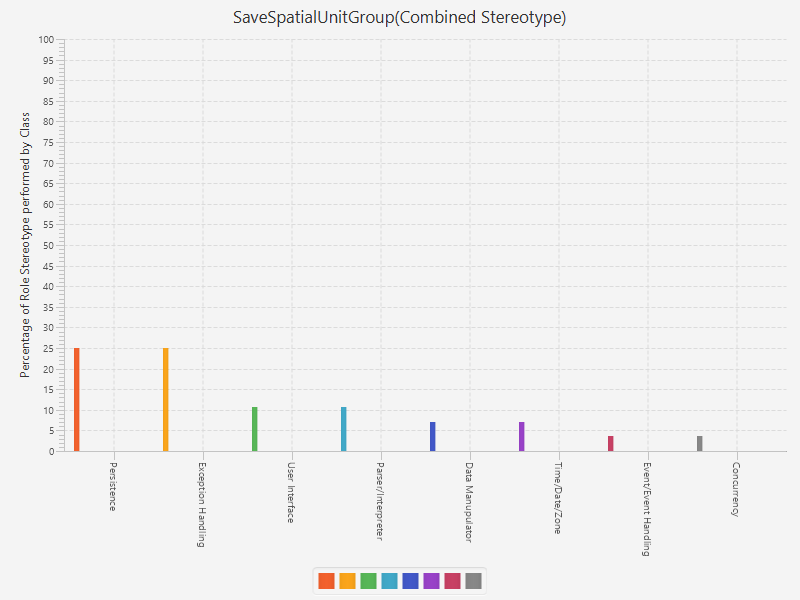 SaveSpatialUnitGroup(Combined Stereotype)
Percentage of Role Stereotype performed by Class
100
95
90
85
80
75
70
65
60
55
50
45
40
35
30
25
20
15
10
5
0
Persistence
Exception Handling
User Interface
Parser/Interpreter
Data Manupulator
Time/Date/Zone
Event/Event Handling
Concurrency